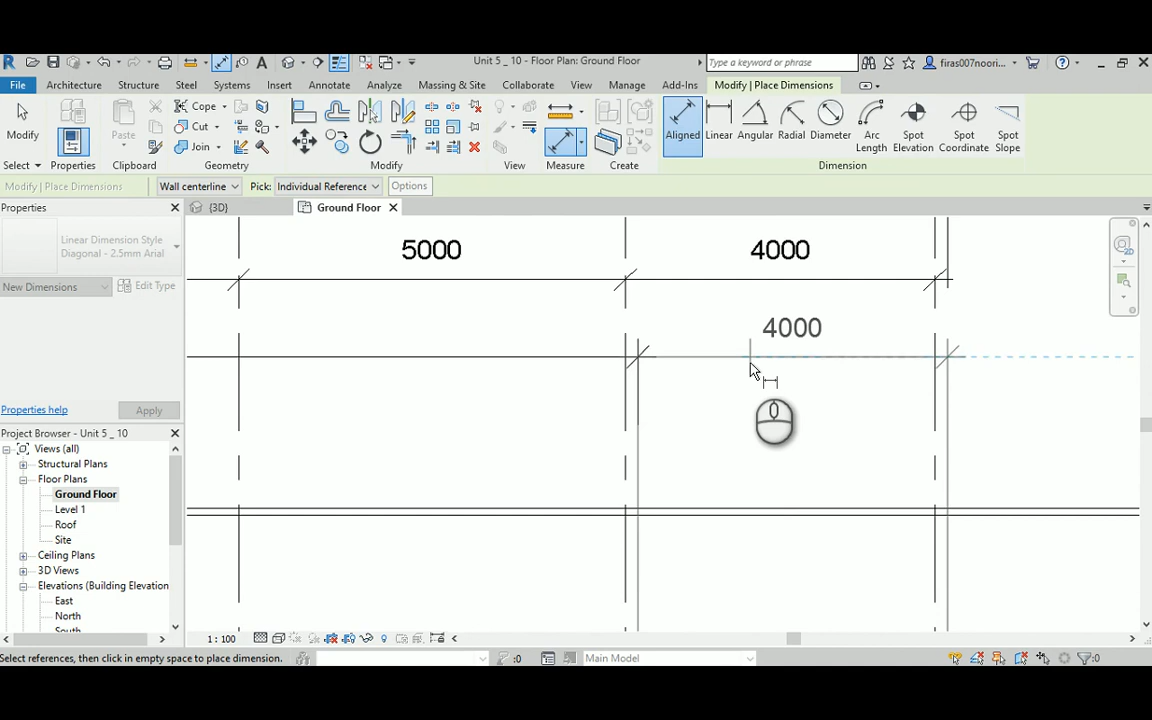 Unit 5 _ 10 - Floor Plan: Ground Floor
Type a keyword or phrase
firas007noori...
File
Architecture
Structure
Steel
Systems
Insert
Annotate
Analyze
Massing & Site
Collaborate
View
Manage
Add-Ins
Modify | Place Dimensions
Modify
Paste
Cope
Cut
Join
Aligned
Linear
Angular
Radial
Diameter
Arc
Length
Spot
Elevation
Spot
Coordinate
Spot
Slope
Select
Properties
Clipboard
Geometry
Modify
View
Measure
Create
Dimension
Modify | Place Dimensions
Wall centerline
Pick:
Individual Reference
Options
Properties
{3D}
Ground Floor
Linear Dimension Style
Diagonal - 2.5mm Arial
New Dimensions
Edit Type
5000
4000
4000
Properties help
Apply
Project Browser - Unit 5 _ 10
Views (all)
Structural Plans
Floor Plans
Ground Floor
Level 1
Roof
Site
Ceiling Plans
3D Views
Elevations (Building Elevation
East
North
South
1 : 100
Select references, then click in empty space to place dimension.
:0
Main Model
:0